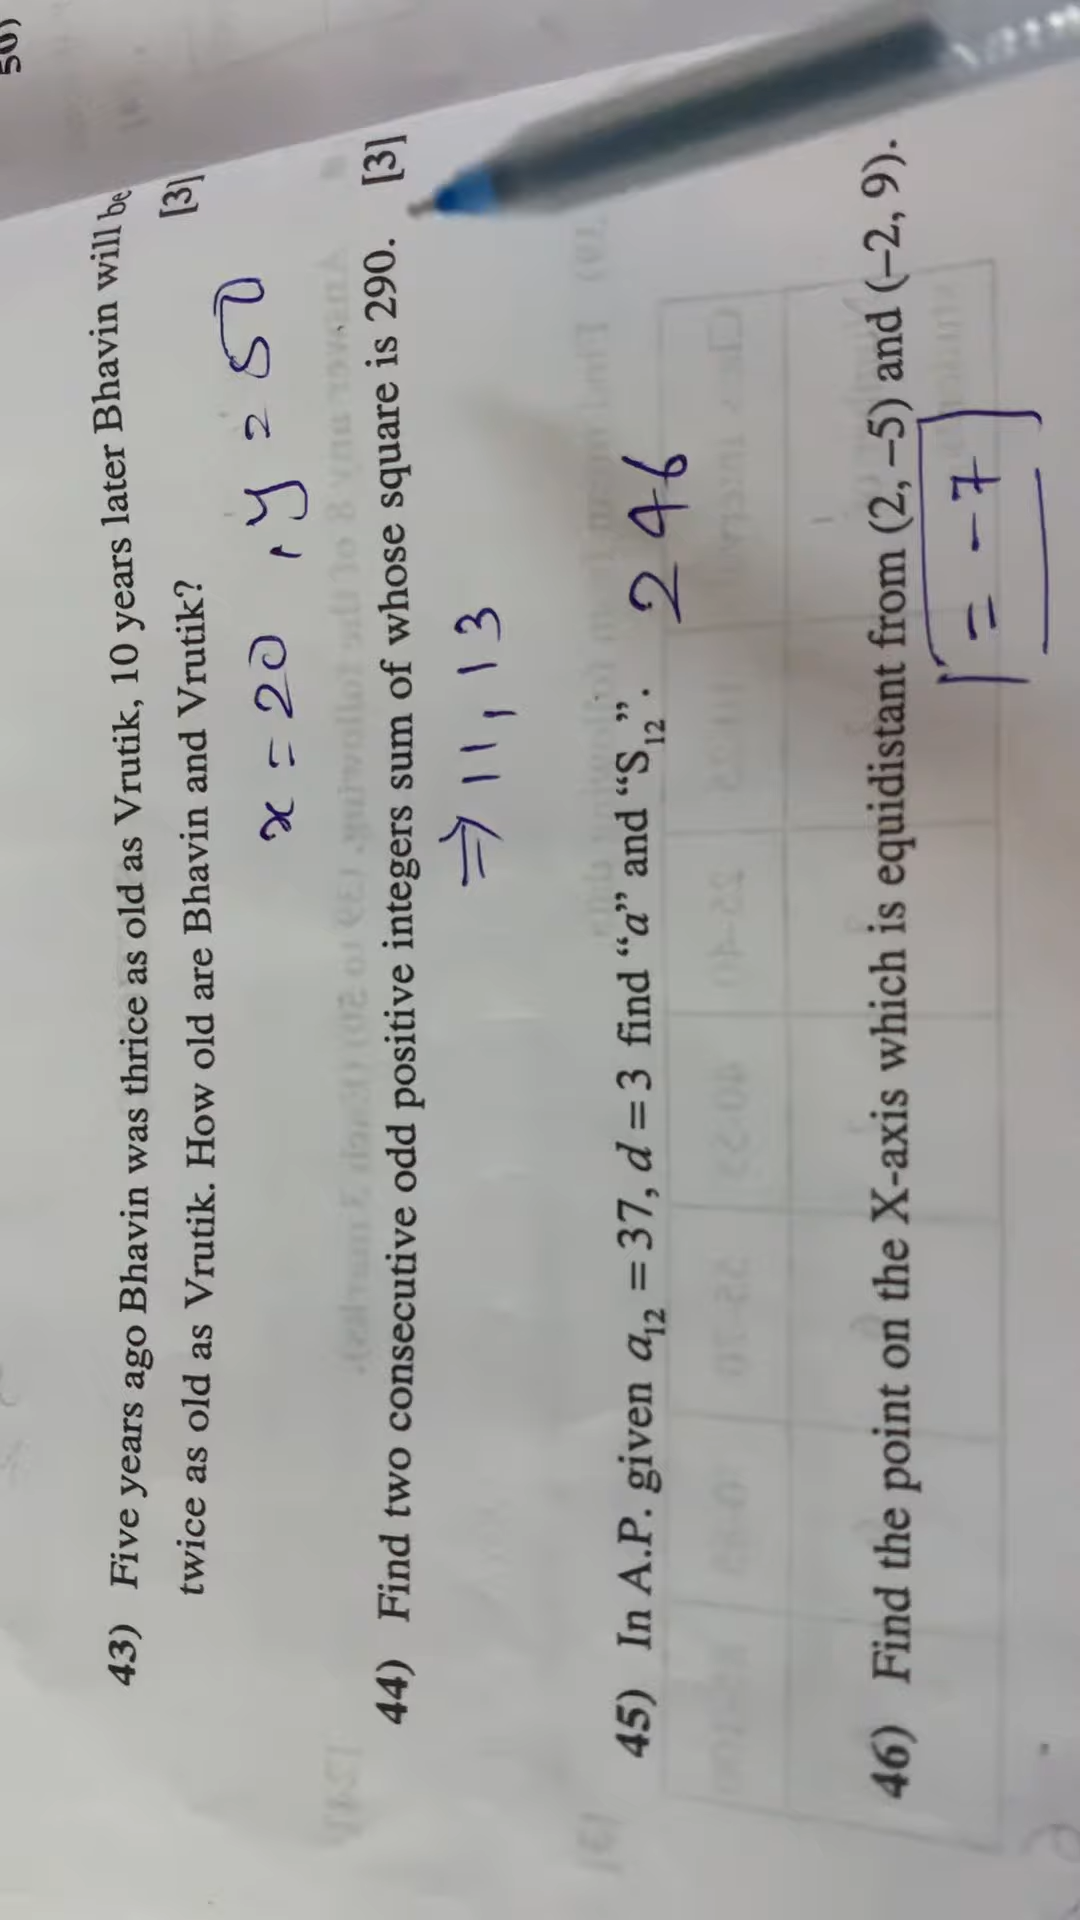 50)
43) Five years ago Bhavin was thrice as old as Vrutik, 10 years later Bhavin will be
twice as old as Vrutik. How old are Bhavin and Vrutik? [3]
x = 20 , y = 50
44) Find two consecutive odd positive integers sum of whose square is 290. [3]
⇒ 11, 13
45) In A.P. given a₁₂ = 37, d = 3 find “a” and “S₁₂”. 246
46) Find the point on the X-axis which is equidistant from (2, −5) and (−2, 9).
= -7